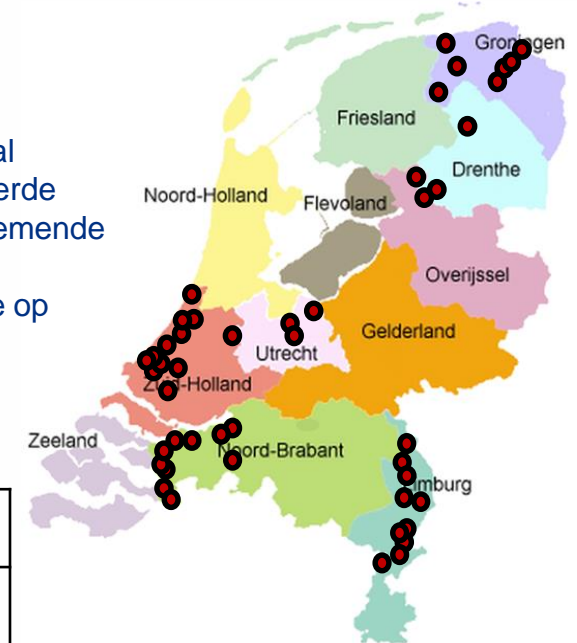 al
erde
emende
e op
Groningen
Friesland
Drenthe
Noord-Holland
Flevoland
Overijssel
Gelderland
Utrecht
Zuid-Holland
Zeeland
Noord-Brabant
Limburg